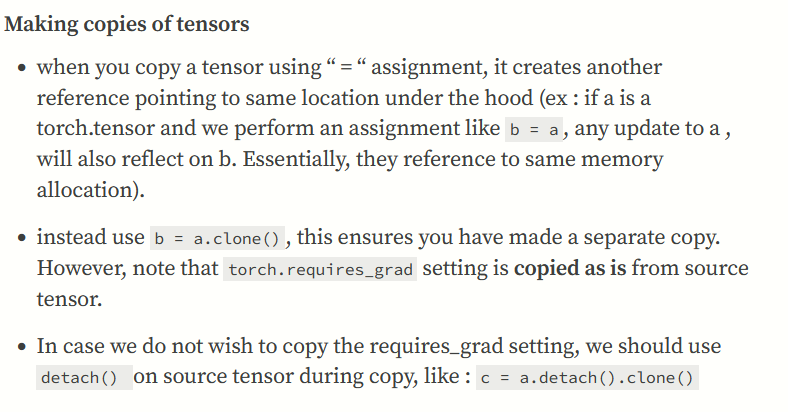 Making copies of tensors
• when you copy a tensor using “ = “ assignment, it creates another
reference pointing to same location under the hood (ex : if a is a
torch.tensor and we perform an assignment like b = a , any update to a ,
will also reflect on b. Essentially, they reference to same memory
allocation).
• instead use b = a.clone() , this ensures you have made a separate copy.
However, note that torch.requires_grad setting is copied as is from source
tensor.
• In case we do not wish to copy the requires_grad setting, we should use
detach() on source tensor during copy, like : c = a.detach().clone()